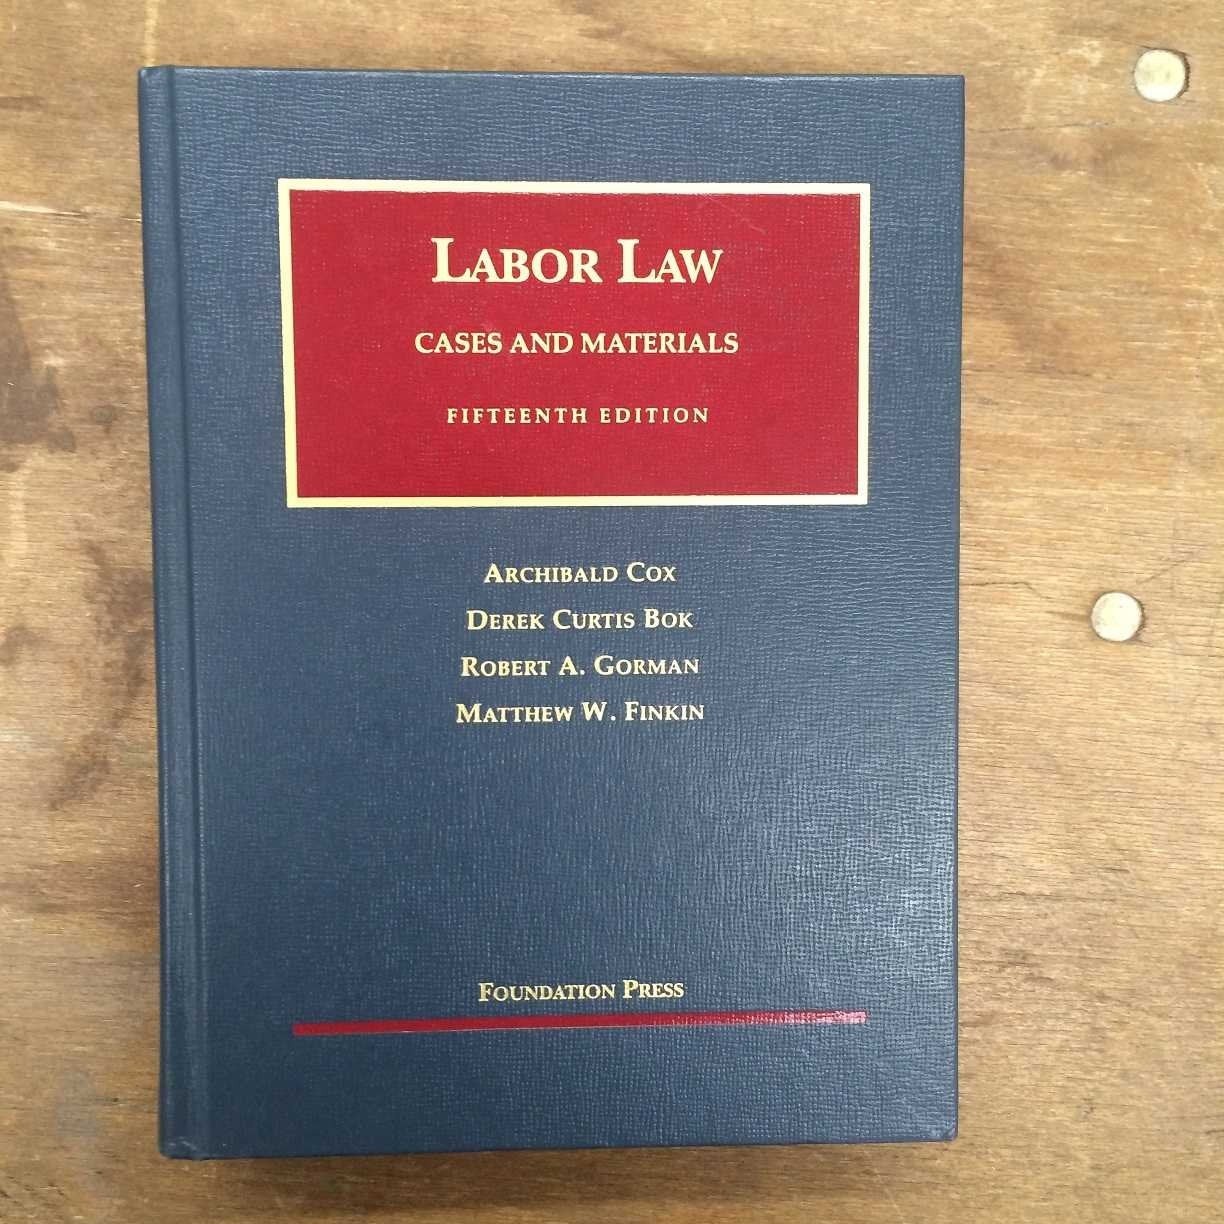 LABOR LAW
CASES AND MATERIALS
FIFTEENTH EDITION
ARCHIBALD COX
DEREK CURTIS BOK
ROBERT A. GORMAN
MATTHEW W. FINKIN
FOUNDATION PRESS